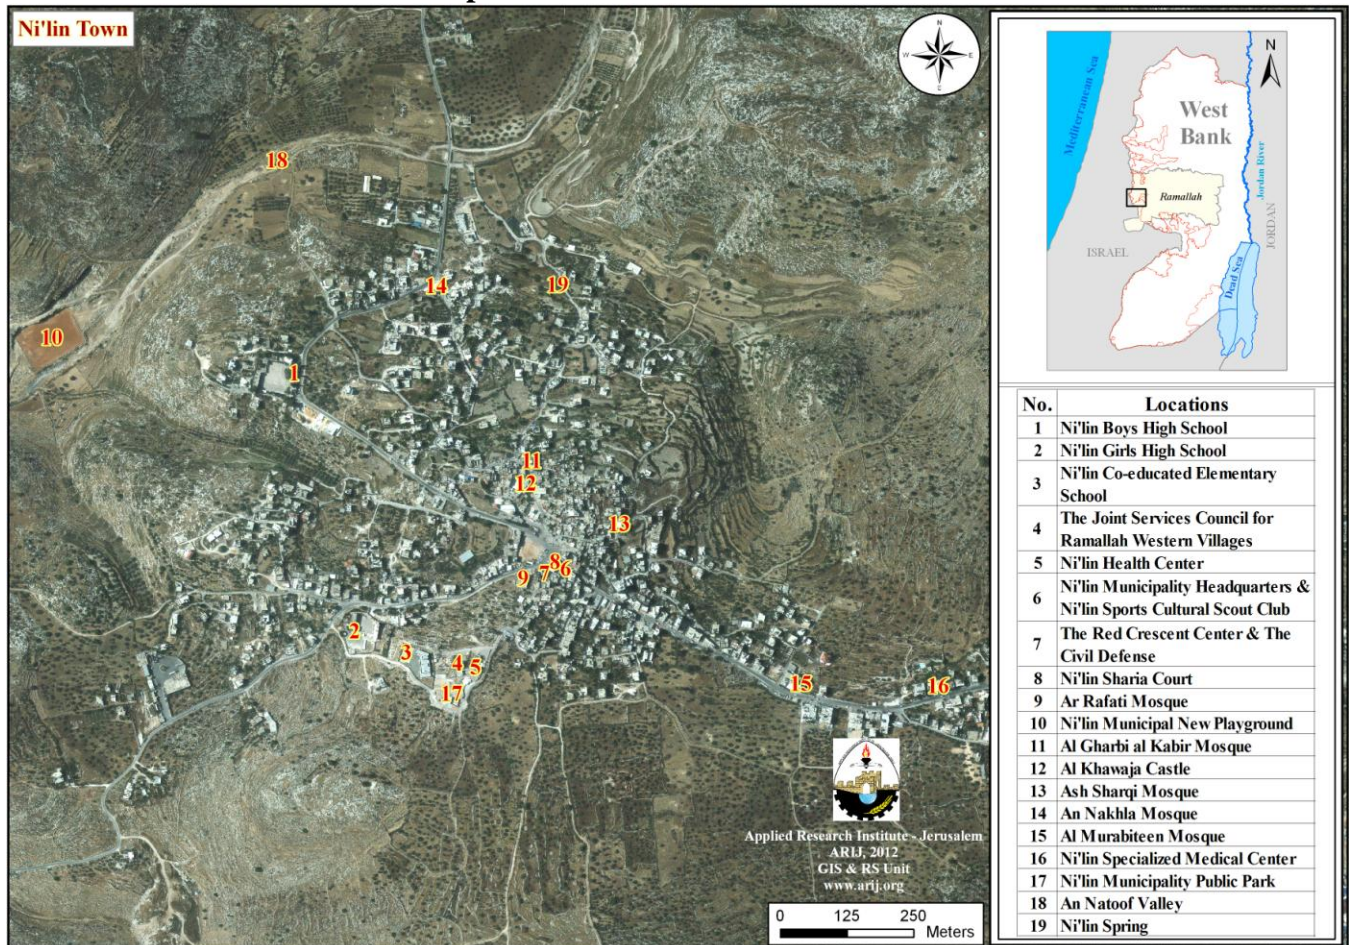 Ni'lin Town
N
W
E
S
18
14
19
10
1
11
12
13
8
7
6
9
2
3
4
5
17
15
16
Applied Research Institute - Jerusalem
ARIJ, 2012
GIS & RS Unit
www.arij.org
0 125 250
Meters
Mediterranean Sea
N
West
Bank
Jordan River
Ramallah
ISRAEL
JORDAN
Dead Sea
No. Locations
1 Ni'lin Boys High School
2 Ni'lin Girls High School
3 Ni'lin Co-educated Elementary
School
4 The Joint Services Council for
Ramallah Western Villages
5 Ni'lin Health Center
6 Ni'lin Municipality Headquarters &
Ni'lin Sports Cultural Scout Club
7 The Red Crescent Center & The
Civil Defense
8 Ni'lin Sharia Court
9 Ar Rafati Mosque
10 Ni'lin Municipal New Playground
11 Al Gharbi al Kabir Mosque
12 Al Khawaja Castle
13 Ash Sharqi Mosque
14 An Nakhla Mosque
15 Al Murabiteen Mosque
16 Ni'lin Specialized Medical Center
17 Ni'lin Municipality Public Park
18 An Natoof Valley
19 Ni'lin Spring